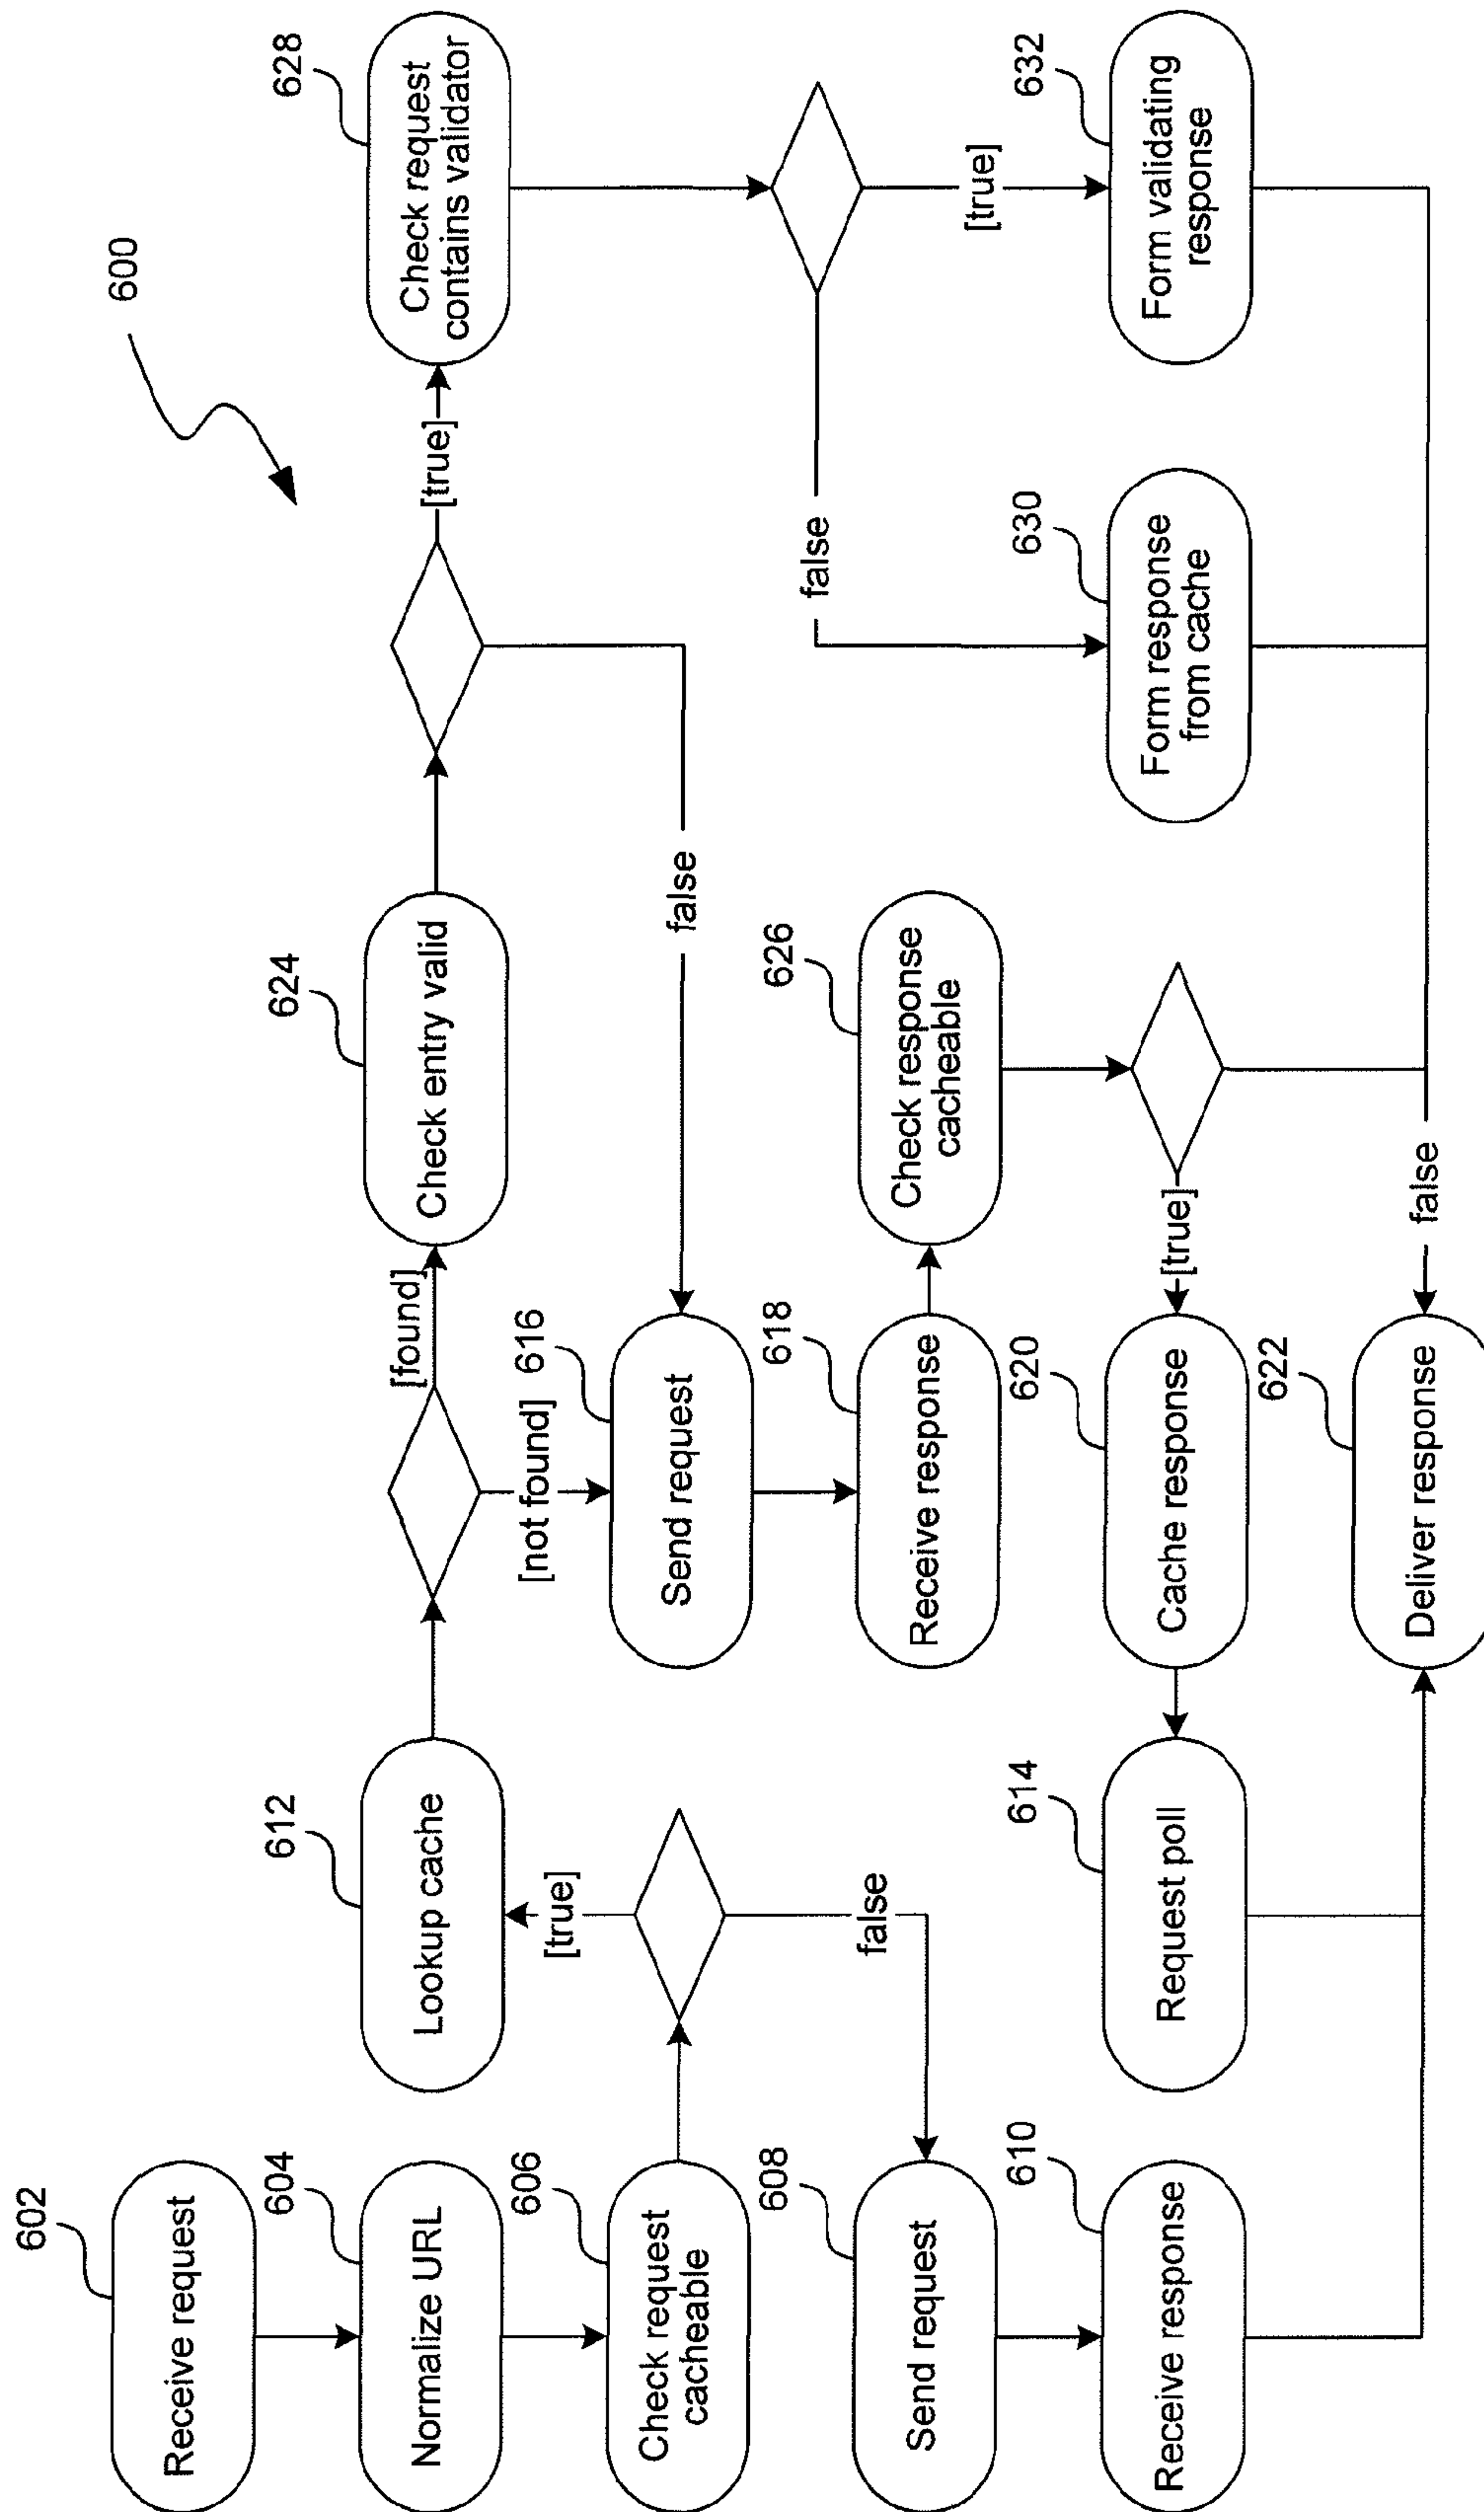 600
602
Receive request
604
Normalize URL
606
Check request
cacheable
[true]
false
608
Send request
610
Receive response
612
Lookup cache
[found]
[not found]
614
Request poll
616
Send request
618
Receive response
620
Cache response
622
Deliver response
624
Check entry valid
[true]
false
626
Check response
cacheable
[true]
false
628
Check request
contains validator
[true]
false
630
Form response
from cache
632
Form validating
response